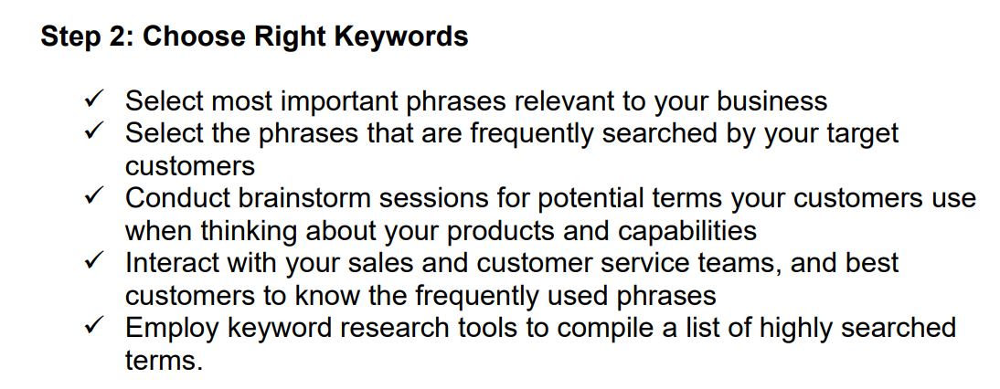 Step 2: Choose Right Keywords
✓ Select most important phrases relevant to your business
✓ Select the phrases that are frequently searched by your target
customers
✓ Conduct brainstorm sessions for potential terms your customers use
when thinking about your products and capabilities
✓ Interact with your sales and customer service teams, and best
customers to know the frequently used phrases
✓ Employ keyword research tools to compile a list of highly searched
terms.